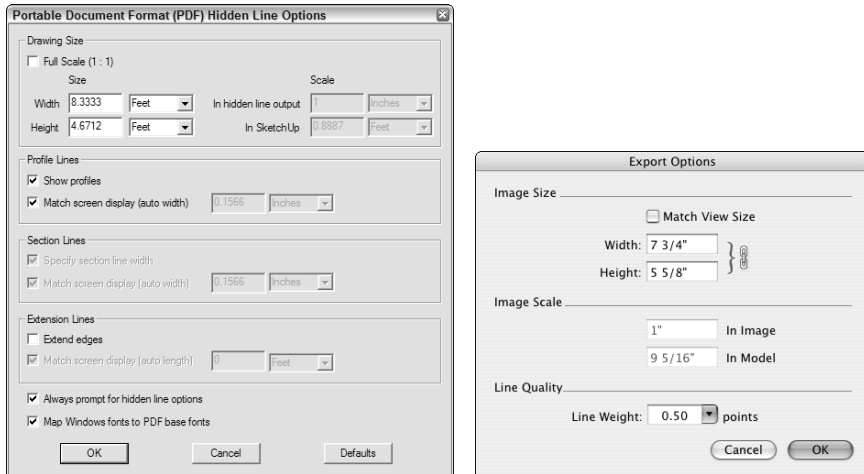 Portable Document Format (PDF) Hidden Line Options
Drawing Size
Full Scale (1 : 1)
Size Scale
Width 8.3333 Feet In hidden line output 1 Inches
Height 4.6712 Feet In SketchUp 0.8887 Feet
Profile Lines
Show profiles
Match screen display (auto width) 0.1566 Inches
Section Lines
Specify section line width
Match screen display (auto width) 0.1566 Inches
Extension Lines
Extend edges
Match screen display (auto length) 0 Feet
Always prompt for hidden line options
Map Windows fonts to PDF base fonts
OK Cancel Defaults
Export Options
Image Size
Match View Size
Width: 7 3/4"
Height: 5 5/8"
Image Scale
1" In Image
9 5/16" In Model
Line Quality
Line Weight: 0.50 points
Cancel OK